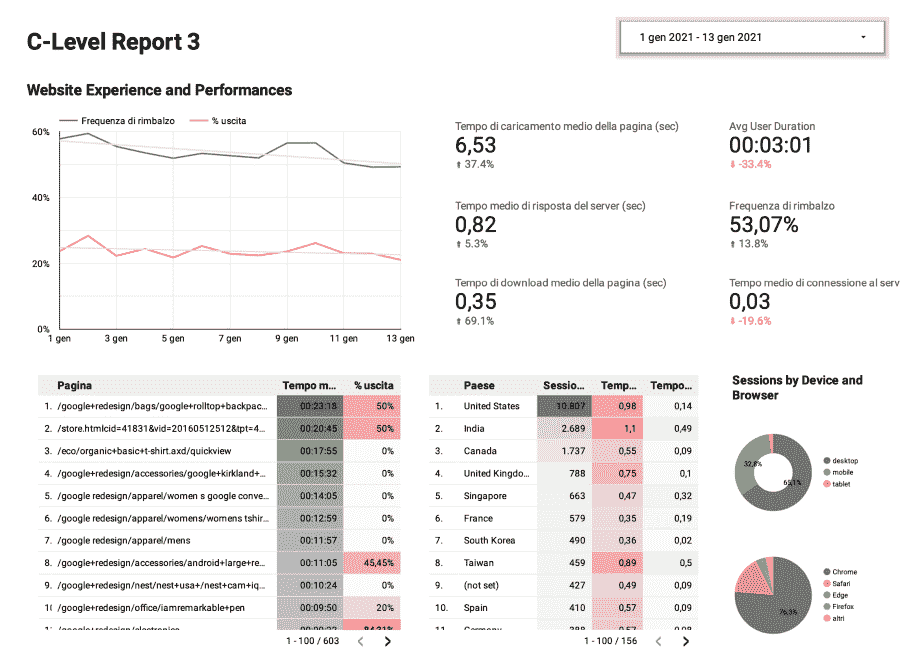 C-Level Report 3
1 gen 2021 - 13 gen 2021
Website Experience and Performances
Frequenza di rimbalzo
% uscita
60%
40%
20%
0%
1 gen
3 gen
5 gen
7 gen
9 gen
11 gen
13 gen
Tempo di caricamento medio della pagina (sec)
6,53
37.4%
Avg User Duration
00:03:01
-33.4%
Tempo medio di risposta del server (sec)
0,82
5.3%
Frequenza di rimbalzo
53,07%
13.8%
Tempo di download medio della pagina (sec)
0,35
69.1%
Tempo medio di connessione al serv
0,03
-19.6%
Pagina Tempo m... % uscita
1. /google+redesign/bags/google+rolltop+backpac... 00:23:18 50%
2. /store.htmlcid=41831&vid=20160512512&tpt=4... 00:20:45 50%
3. /eco/organic+basic+t-shirt.axd/quickview 00:17:55 0%
4. /google+redesign/accessories/google+kirkland+... 00:15:32 0%
5. /google redesign/apparel/women s google conve... 00:14:05 0%
6. /google redesign/apparel/womens/womens tshir... 00:12:59 0%
7. /google redesign/apparel/mens 00:11:57 0%
8. /google+redesign/accessories/android+large+re... 00:11:05 45,45%
9. /google+redesign/nest/nest+usa+/nest+cam+iq... 00:10:24 0%
/google+redesign/office/iamremarkable+pen 00:09:50 20%
/google+redesign/electronics
1 - 100 / 603
Paese Sessio... Temp... Tempo...
1. United States 10.807 0,98 0,14
2. India 2.689 1,1 0,49
3. Canada 1.737 0,55 0,09
4. United Kingdo... 788 0,75 0,1
5. Singapore 663 0,47 0,32
6. France 579 0,35 0,19
7. South Korea 490 0,36 0,02
8. Taiwan 459 0,89 0,5
9. (not set) 427 0,49 0,09
10. Spain 410 0,57 0,09
Germany
1 - 100 / 156
Sessions by Device and
Browser
desktop
mobile
tablet
32,8%
65,1%
Chrome
Safari
Edge
Firefox
altri
76,3%